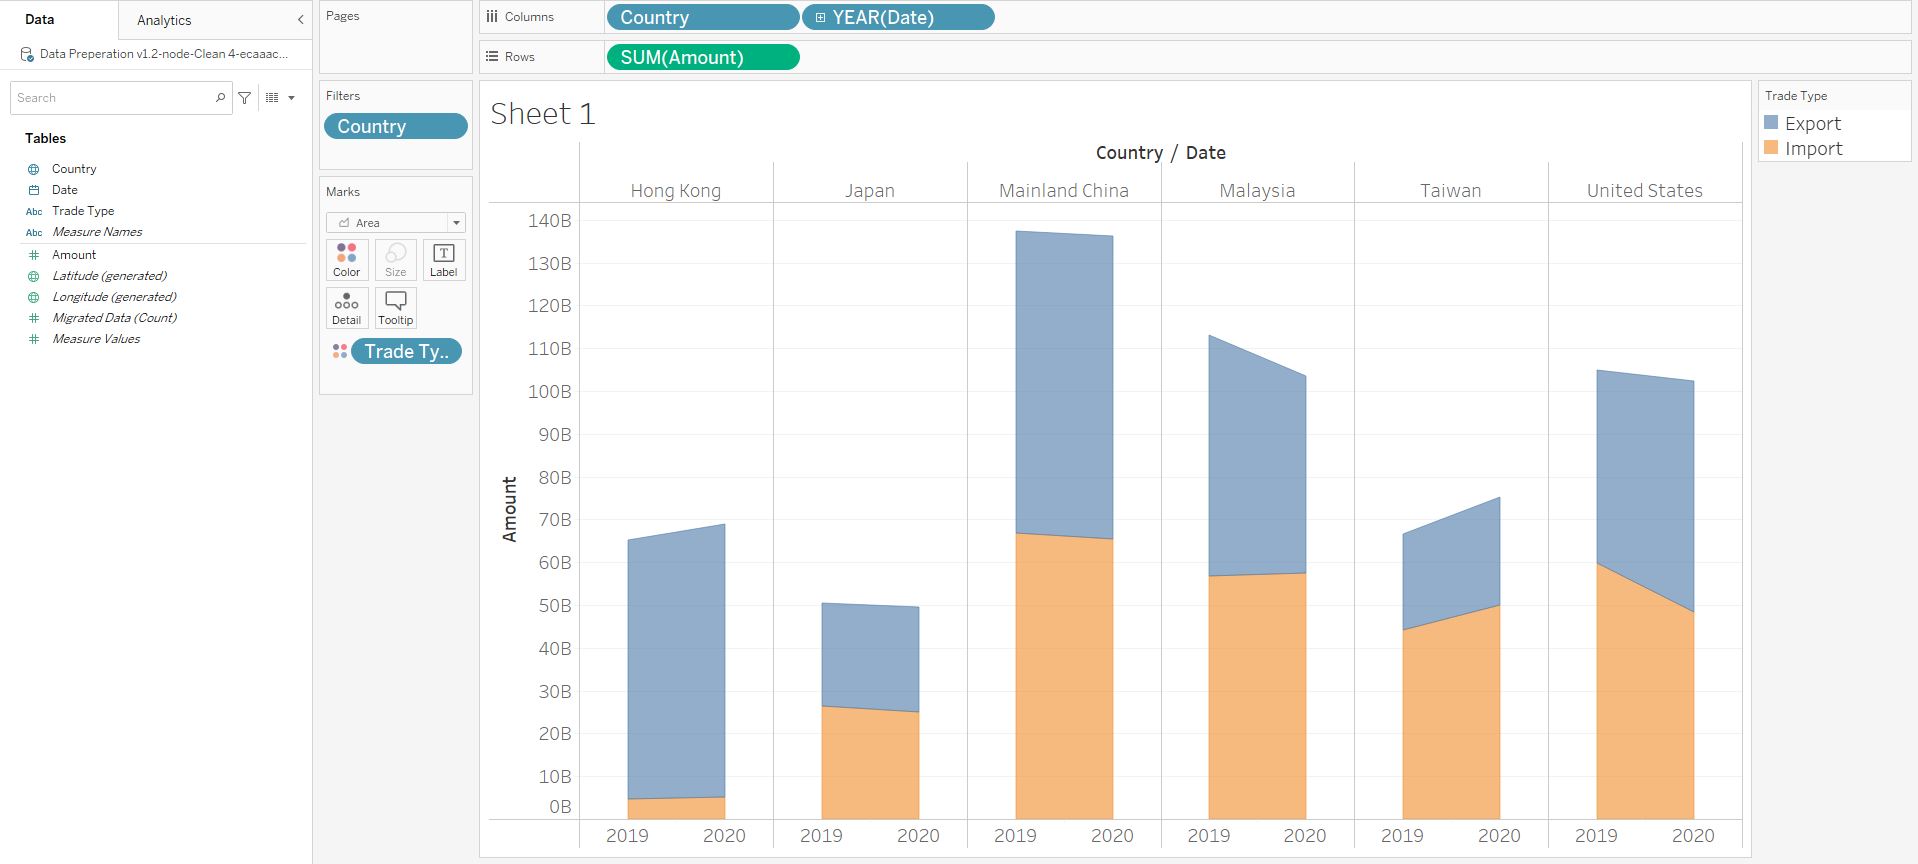 Data
Analytics
Data Preperation v1.2-node-Clean 4-ecaaac...
Search
Tables
Country
Date
Abc Trade Type
Abc Measure Names
Amount
Latitude (generated)
Longitude (generated)
Migrated Data (Count)
Measure Values
Pages
Filters
Country
Marks
Area
Color
Size
T
Label
Detail
Tooltip
Trade Ty..
Columns
Country
YEAR(Date)
Rows
SUM(Amount)
Sheet 1
Country / Date
Hong Kong
Japan
Mainland China
Malaysia
Taiwan
United States
140B
130B
120B
110B
100B
90B
80B
70B
60B
50B
40B
30B
20B
10B
0B
Amount
2019 2020 2019 2020 2019 2020 2019 2020 2019 2020 2019 2020
Trade Type
Export
Import